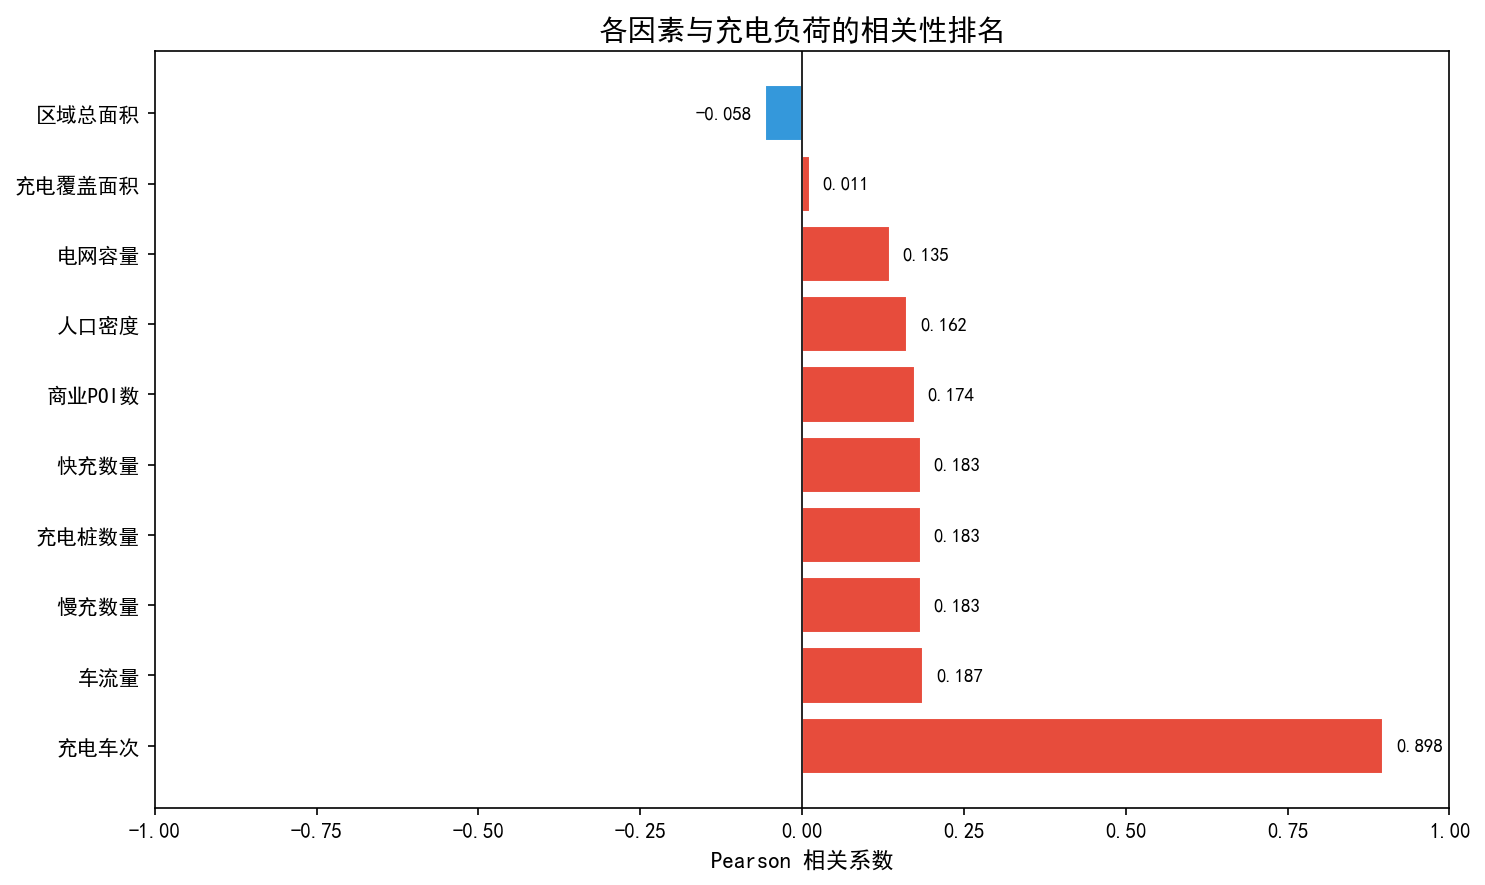 各因素与充电负荷的相关性排名
区域总面积
-0.058
充电覆盖面积
0.011
电网容量
0.135
人口密度
0.162
商业POI数
0.174
快充数量
0.183
充电桩数量
0.183
慢充数量
0.183
车流量
0.187
充电车次
0.898
-1.00
-0.75
-0.50
-0.25
0.00
0.25
0.50
0.75
1.00
Pearson 相关系数